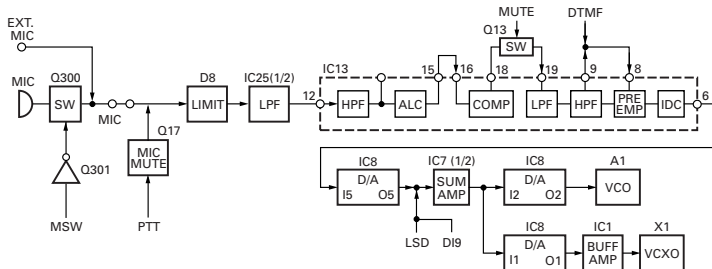 EXT.
MIC
MIC
Q300
SW
MIC
Q301
MSW
Q17
MIC
MUTE
PTT
D8
LIMIT
IC25(1/2)
LPF
12
IC13
HPF
ALC
15
16
COMP
MUTE
Q13
SW
18
19
LPF
DTMF
9
8
HPF
PRE
EMP
IDC
6
IC8
D/A
I5 O5
LSD
DI9
IC7 (1/2)
SUM
AMP
IC8
D/A
I2 O2
A1
VCO
IC8
D/A
I1 O1
IC1
BUFF
AMP
X1
VCXO